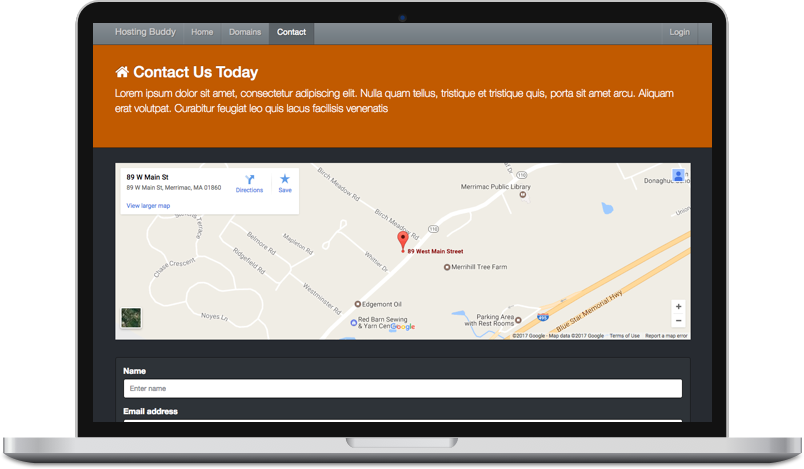 Hosting Buddy Home Domains Contact Login
Contact Us Today
Lorem ipsum dolor sit amet, consectetur adipiscing elit. Nulla quam tellus, tristique et tristique quis, porta sit amet arcu. Aliquam
erat volutpat. Curabitur feugiat leo quis lacus facilisis venenatis
89 W Main St
89 W Main St, Merrimac, MA 01860
Directions
Save
View larger map
Birch Meadow Rd
110
Merrimac Public Library
Donaghue
Union
Terrace
Birch Meadow Rd
110
Belmore Rd
Mapleton Rd
89 West Main Street
Chase Crescent
Ridgefield Rd
Whittier Dr
Merrihill Tree Farm
Westminster Rd
Edgemont Oil
Noyes Ln
Red Barn Sewing
& Yarn Cen
Google
Parking Area
with Rest Rooms
495
Blue Star Memorial Hwy
+
−
©2017 Google · Map data ©2017 Google Terms of Use Report a map error
Name
Enter name
Email address